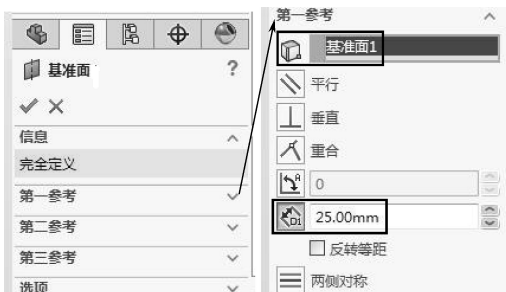 基准面
?
信息
完全定义
第一参考
第二参考
第三参考
选项
第一参考
基准面1
平行
垂直
重合
0
25.00mm
反转等距
两侧对称